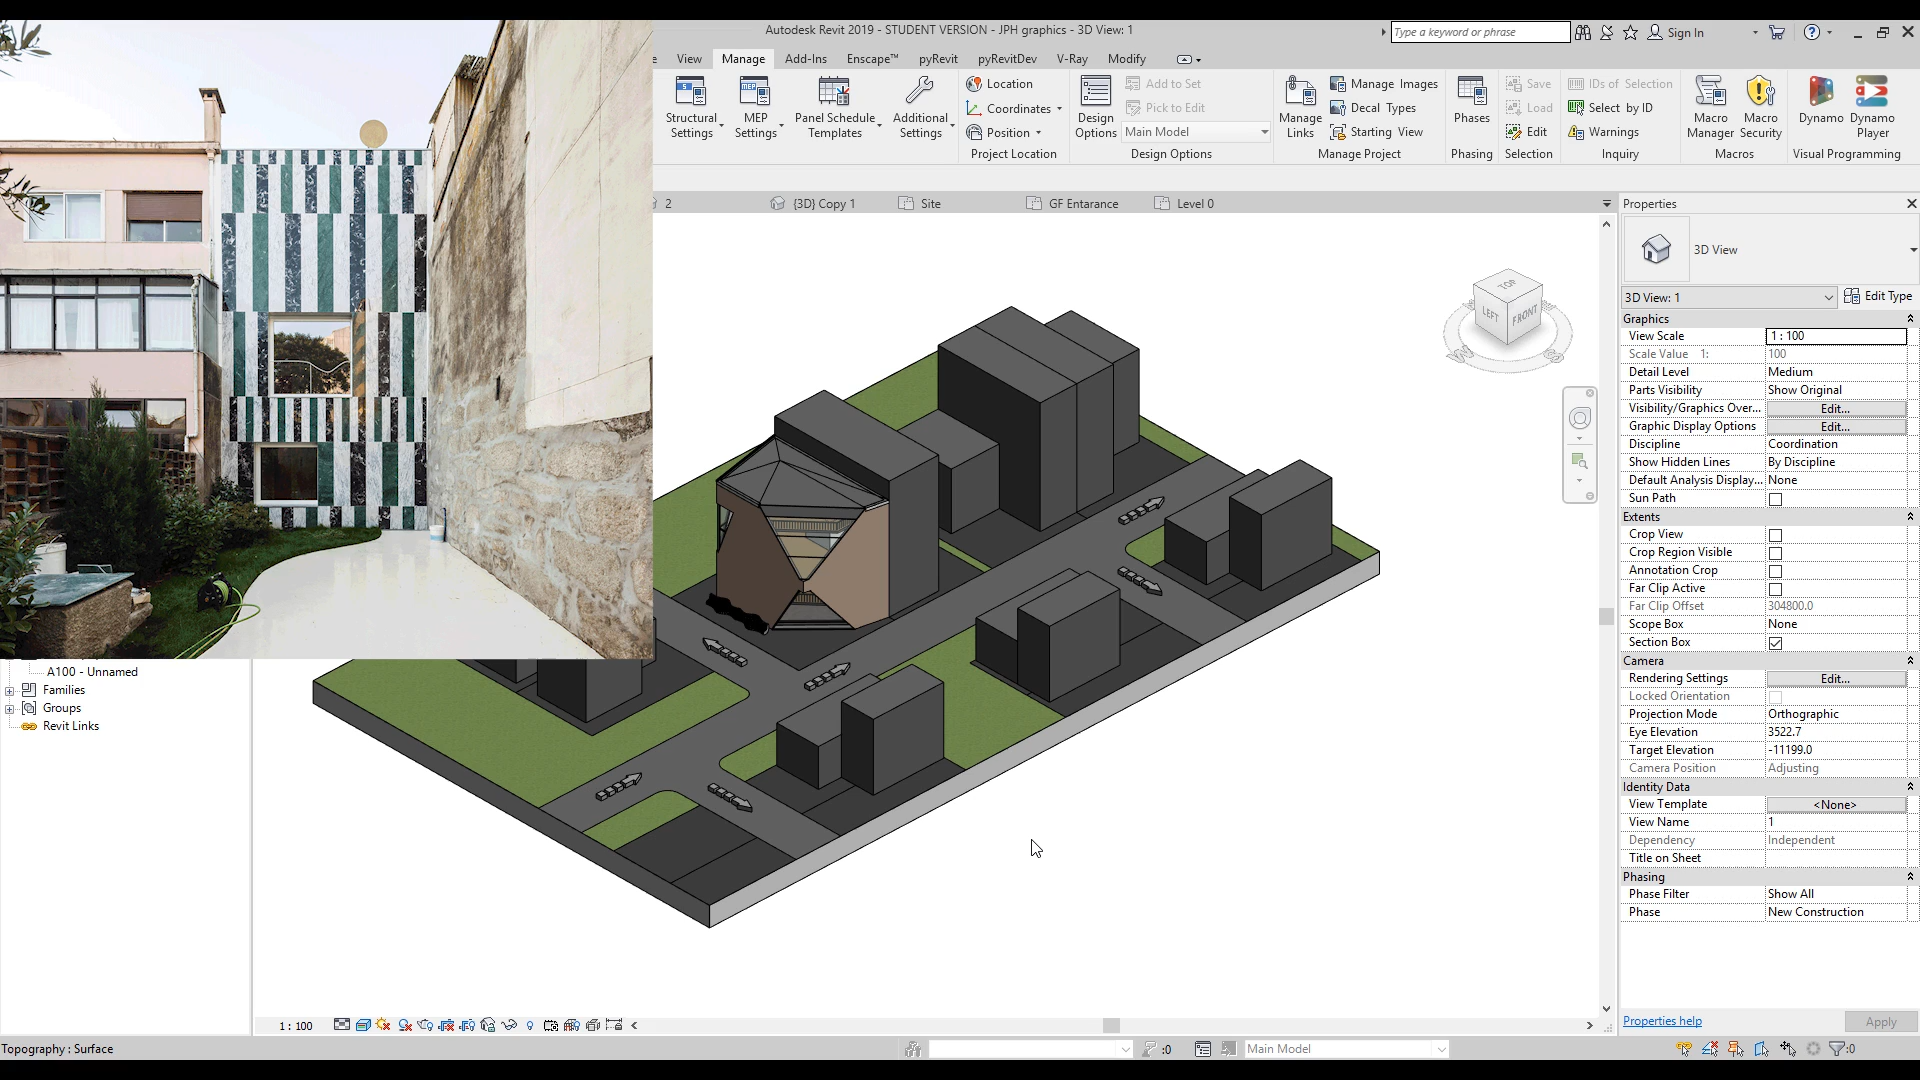 Autodesk Revit 2019 - STUDENT VERSION - JPH graphics - 3D View: 1
Type a keyword or phrase
Sign In
View Manage Add-Ins Enscape™ pyRevit pyRevitDev V-Ray Modify
Structural Settings
MEP Settings
Panel Schedule Templates
Additional Settings
Location
Coordinates
Position
Project Location
Design Options
Add to Set
Pick to Edit
Main Model
Design Options
Manage Links
Manage Images
Decal Types
Starting View
Manage Project
Phases
Phasing
Save
Load
Edit
Selection
IDs of Selection
Select by ID
Warnings
Inquiry
Macro Manager
Macro Security
Macros
Dynamo
Dynamo Player
Visual Programming
2
{3D} Copy 1
Site
GF Entarance
Level 0
TOP
LEFT
FRONT
W
S
Properties
3D View
3D View: 1
Edit Type
Graphics
View Scale 1 : 100
Scale Value 1: 100
Detail Level Medium
Parts Visibility Show Original
Visibility/Graphics Over... Edit...
Graphic Display Options Edit...
Discipline Coordination
Show Hidden Lines By Discipline
Default Analysis Display... None
Sun Path
Extents
Crop View
Crop Region Visible
Annotation Crop
Far Clip Active
Far Clip Offset 304800.0
Scope Box None
Section Box
Camera
Rendering Settings Edit...
Locked Orientation
Projection Mode Orthographic
Eye Elevation 3522.7
Target Elevation -11199.0
Camera Position Adjusting
Identity Data
View Template <None>
View Name 1
Dependency Independent
Title on Sheet
Phasing
Phase Filter Show All
Phase New Construction
Properties help
Apply
A100 - Unnamed
Families
Groups
Revit Links
1 : 100
Topography : Surface
:0
Main Model
:0